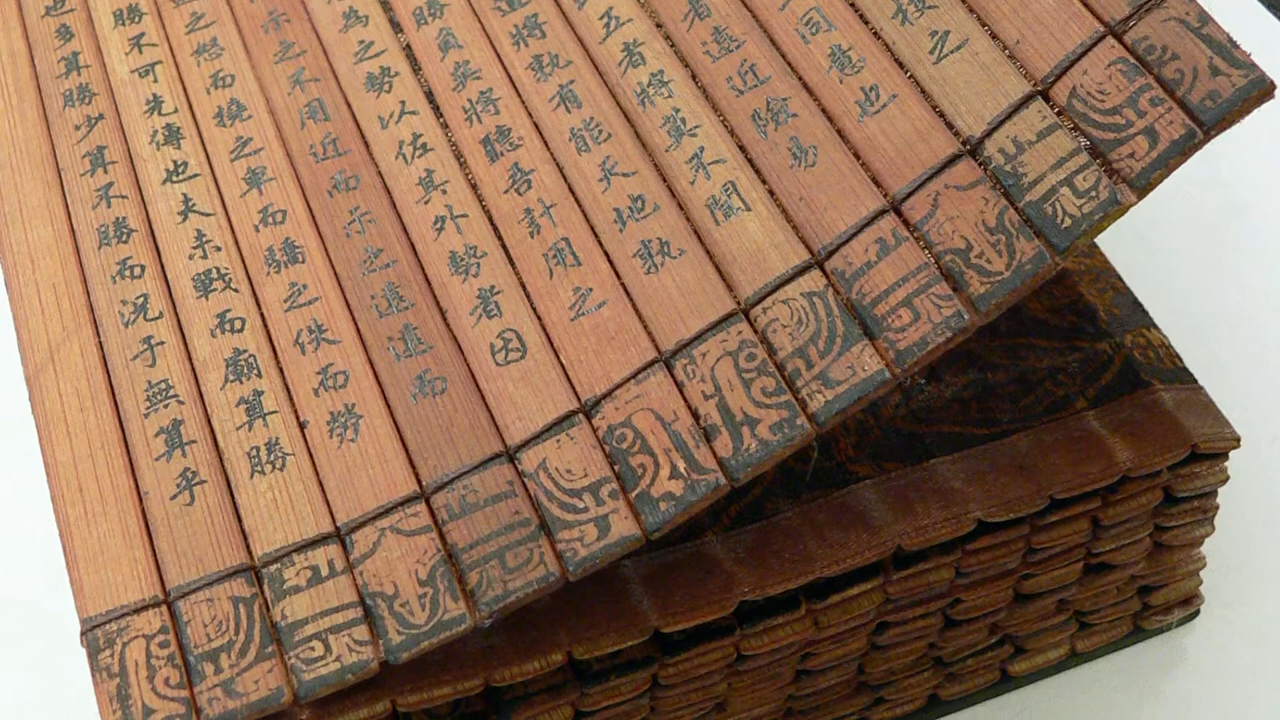 校之
同意也
者遠近險易
五者將莫不聞
將孰有能天地孰
勝負矣將聽吾計用之
為之勢以佐其外勢者因
示之不用近而示之遠遠而
之怒而撓之卑而驕之佚而勞
勝不可先傳也夫未戰而廟算勝
也多算勝少算不勝而況于無算乎